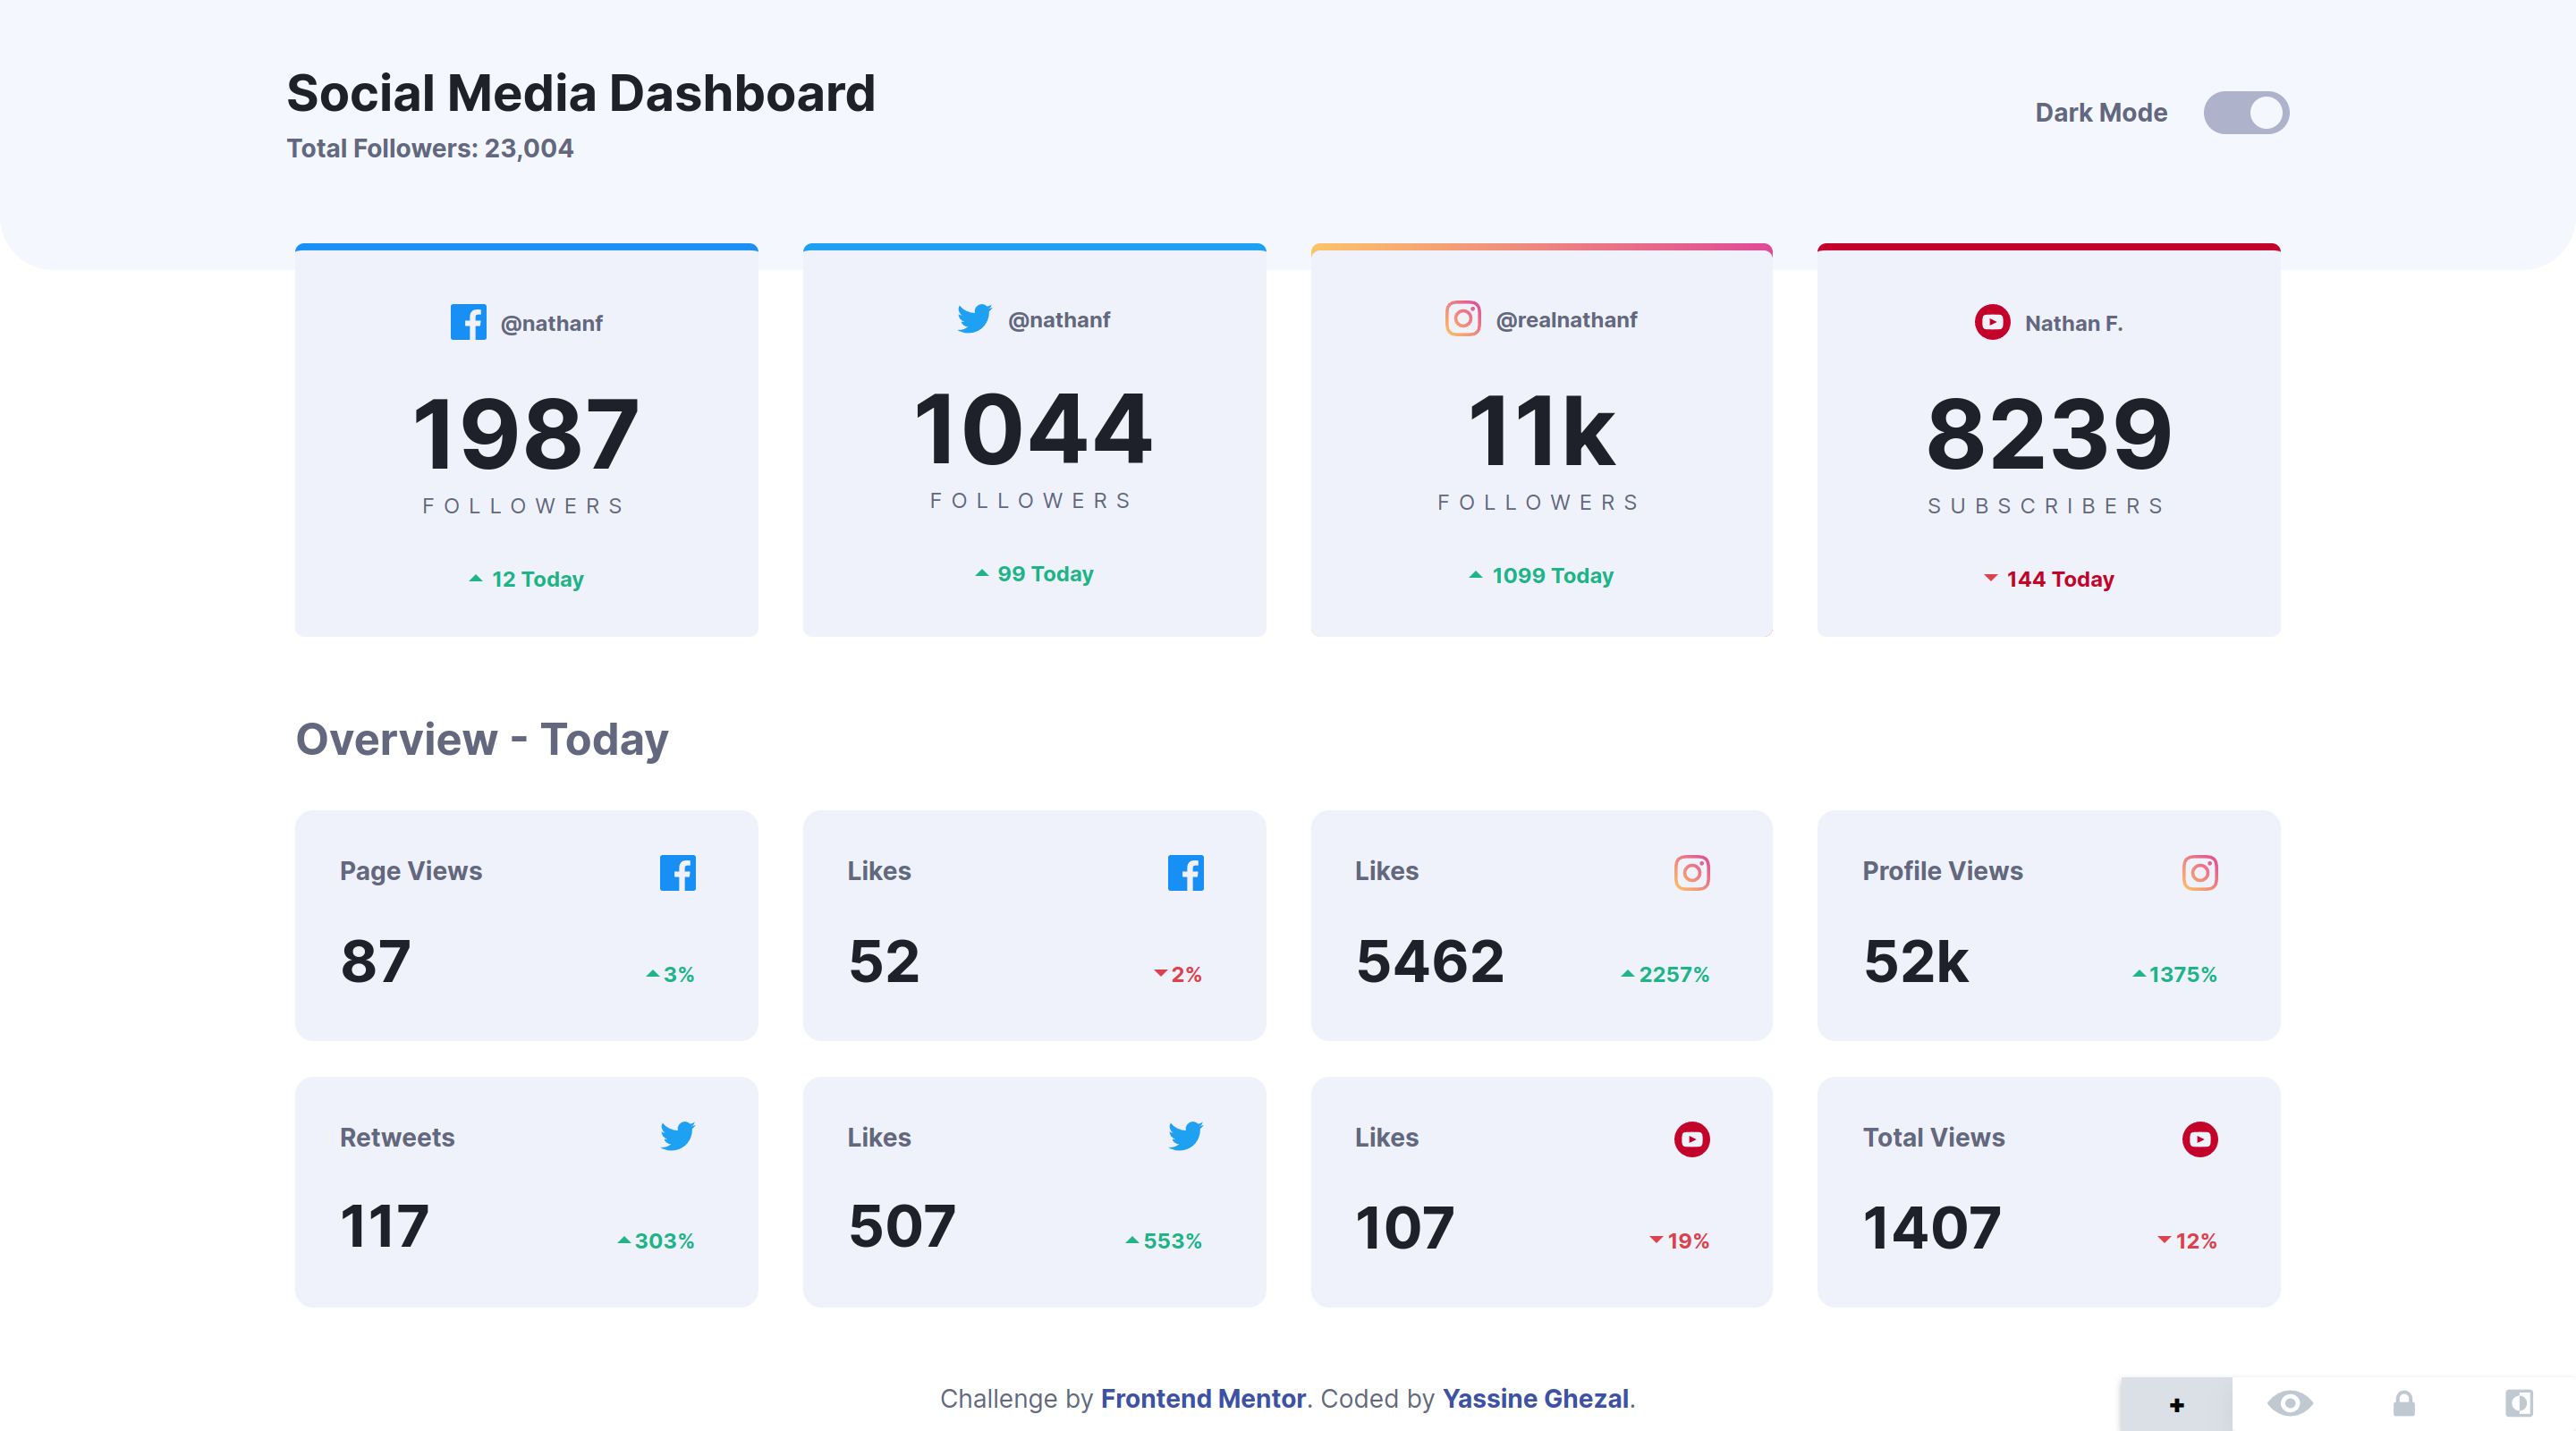 Social Media Dashboard
Total Followers: 23,004
Dark Mode
@nathanf
1987
FOLLOWERS
12 Today
@nathanf
1044
FOLLOWERS
99 Today
@realnathanf
11k
FOLLOWERS
1099 Today
Nathan F.
8239
SUBSCRIBERS
144 Today
Overview - Today
Page Views
87
3%
Likes
52
2%
Likes
5462
2257%
Profile Views
52k
1375%
Retweets
117
303%
Likes
507
553%
Likes
107
19%
Total Views
1407
12%
Challenge by Frontend Mentor. Coded by Yassine Ghezal.
+